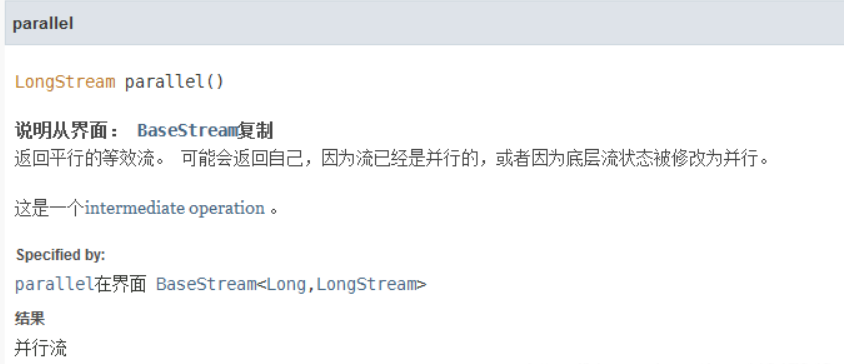 parallel
LongStream parallel()
说明从界面： BaseStream复制
返回平行的等效流。 可能会返回自己，因为流已经是并行的，或者因为底层流状态被修改为并行。
这是一个intermediate operation 。
Specified by:
parallel在界面 BaseStream<Long,LongStream>
结果
并行流